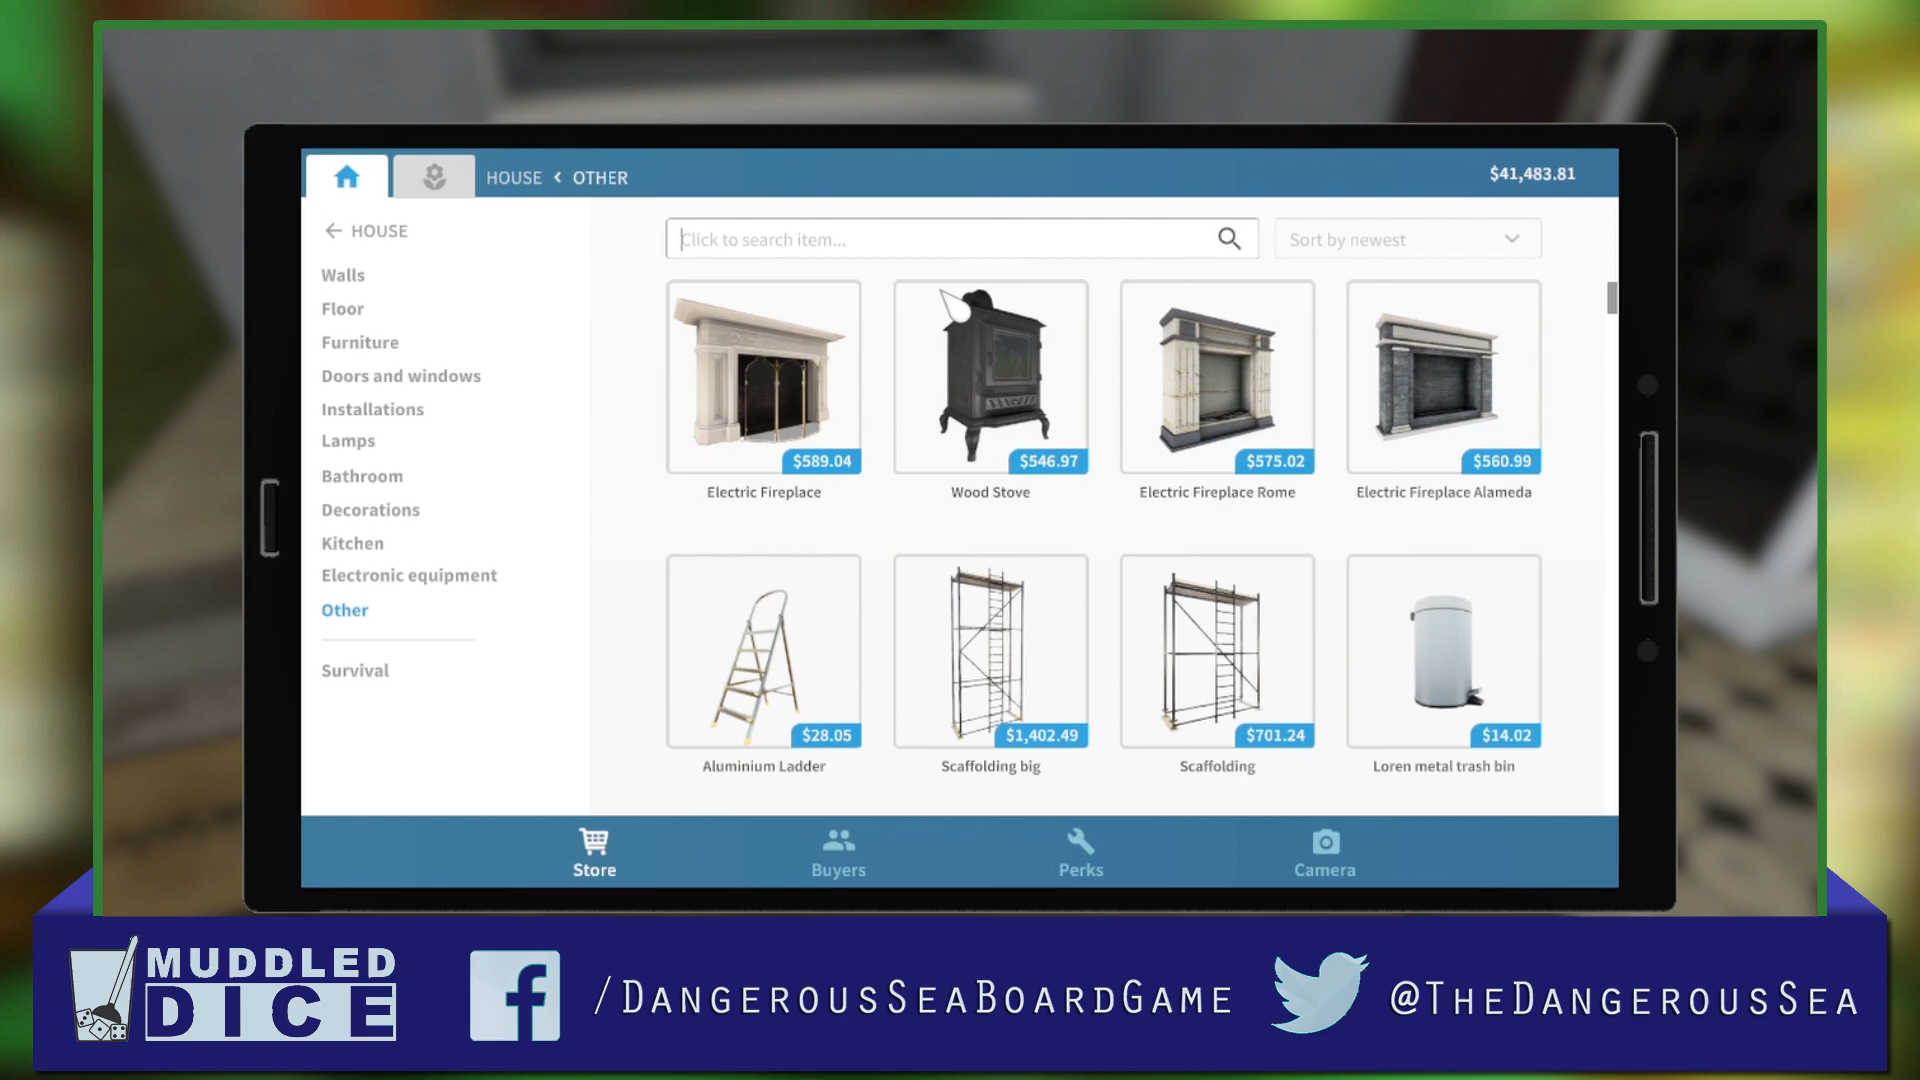 HOUSE < OTHER
$41,483.81
← HOUSE
Walls
Floor
Furniture
Doors and windows
Installations
Lamps
Bathroom
Decorations
Kitchen
Electronic equipment
Other
Survival
Click to search item...
Sort by newest
$589.04
$546.97
$575.02
$560.99
Electric Fireplace
Wood Stove
Electric Fireplace Rome
Electric Fireplace Alameda
$28.05
$1,402.49
$701.24
$14.02
Aluminium Ladder
Scaffolding big
Scaffolding
Loren metal trash bin
Store
Buyers
Perks
Camera
MUDDLED
DICE
f
/DANGEROUSSEABOARDGAME
@THEDANGEROUSSEA